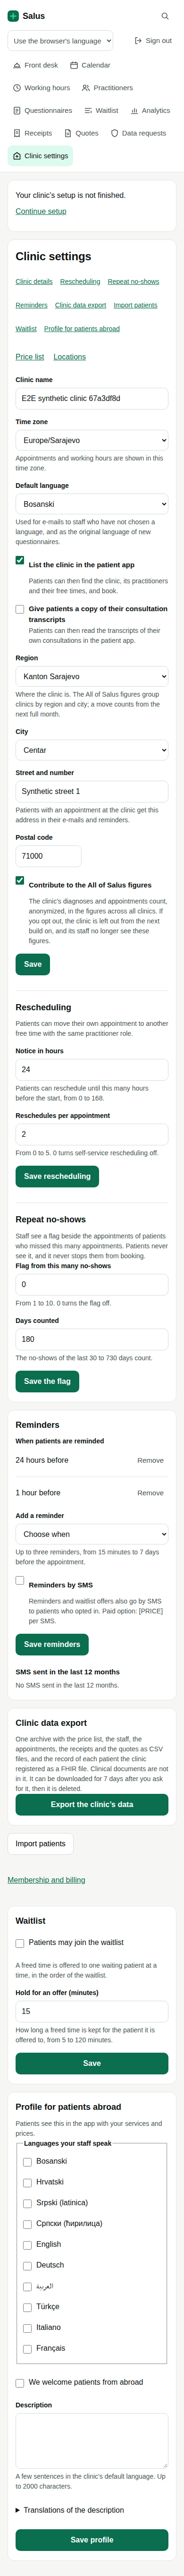 Salus
Use the browser's language
Sign out
Front desk
Calendar
Working hours
Practitioners
Questionnaires
Waitlist
Analytics
Receipts
Quotes
Data requests
Clinic settings
Your clinic's setup is not finished.
Continue setup
Clinic settings
Clinic details
Rescheduling
Repeat no-shows
Reminders
Clinic data export
Import patients
Waitlist
Profile for patients abroad
Price list
Locations
Clinic name
E2E synthetic clinic 67a3df8d
Time zone
Europe/Sarajevo
Appointments and working hours are shown in this
time zone.
Default language
Bosanski
Used for e-mails to staff who have not chosen a
language, and as the original language of new
questionnaires.
List the clinic in the patient app
Patients can then find the clinic, its practitioners
and their free times, and book.
Give patients a copy of their consultation
transcripts
Patients can then read the transcripts of their
own consultations in the patient app.
Region
Kanton Sarajevo
Where the clinic is. The All of Salus figures group
clinics by region and city; a move counts from the
next full month.
City
Centar
Street and number
Synthetic street 1
Patients with an appointment at the clinic get this
address in their e-mails and reminders.
Postal code
71000
Contribute to the All of Salus figures
The clinic's diagnoses and appointments count,
anonymized, in the figures across all clinics. If
you opt out, the clinic is left out from the next
build on, and its staff no longer see these
figures.
Save
Rescheduling
Patients can move their own appointment to another
free time with the same practitioner role.
Notice in hours
24
Patients can reschedule until this many hours
before the start, from 0 to 168.
Reschedules per appointment
2
From 0 to 5. 0 turns self-service rescheduling off.
Save rescheduling
Repeat no-shows
Staff see a flag beside the appointments of patients
who missed this many appointments. Patients never
see it, and it never stops them from booking.
Flag from this many no-shows
0
From 1 to 10. 0 turns the flag off.
Days counted
180
The no-shows of the last 30 to 730 days count.
Save the flag
Reminders
When patients are reminded
24 hours before
Remove
1 hour before
Remove
Add a reminder
Choose when
Up to three reminders, from 15 minutes to 7 days
before the appointment.
Reminders by SMS
Reminders and waitlist offers also go by SMS
to patients who opted in. Paid option: [PRICE]
per SMS.
Save reminders
SMS sent in the last 12 months
No SMS sent in the last 12 months.
Clinic data export
One archive with the price list, the staff, the
appointments, the receipts and the quotes as CSV
files, and the record of each patient the clinic
registered as a FHIR file. Clinical documents are not
in it. It can be downloaded for 7 days after you ask
for it, then it is deleted.
Export the clinic's data
Import patients
Membership and billing
Waitlist
Patients may join the waitlist
A freed time is offered to one waiting patient at a
time, in the order of the waitlist.
Hold for an offer (minutes)
15
How long a freed time is kept for the patient it is
offered to, from 5 to 120 minutes.
Save
Profile for patients abroad
Patients see this in the app with your services and
prices.
Languages your staff speak
Bosanski
Hrvatski
Srpski (latinica)
Српски (ћирилица)
English
Deutsch
العربية
Türkçe
Italiano
Français
We welcome patients from abroad
Description
A few sentences in the clinic's default language. Up
to 2000 characters.
Translations of the description
Save profile